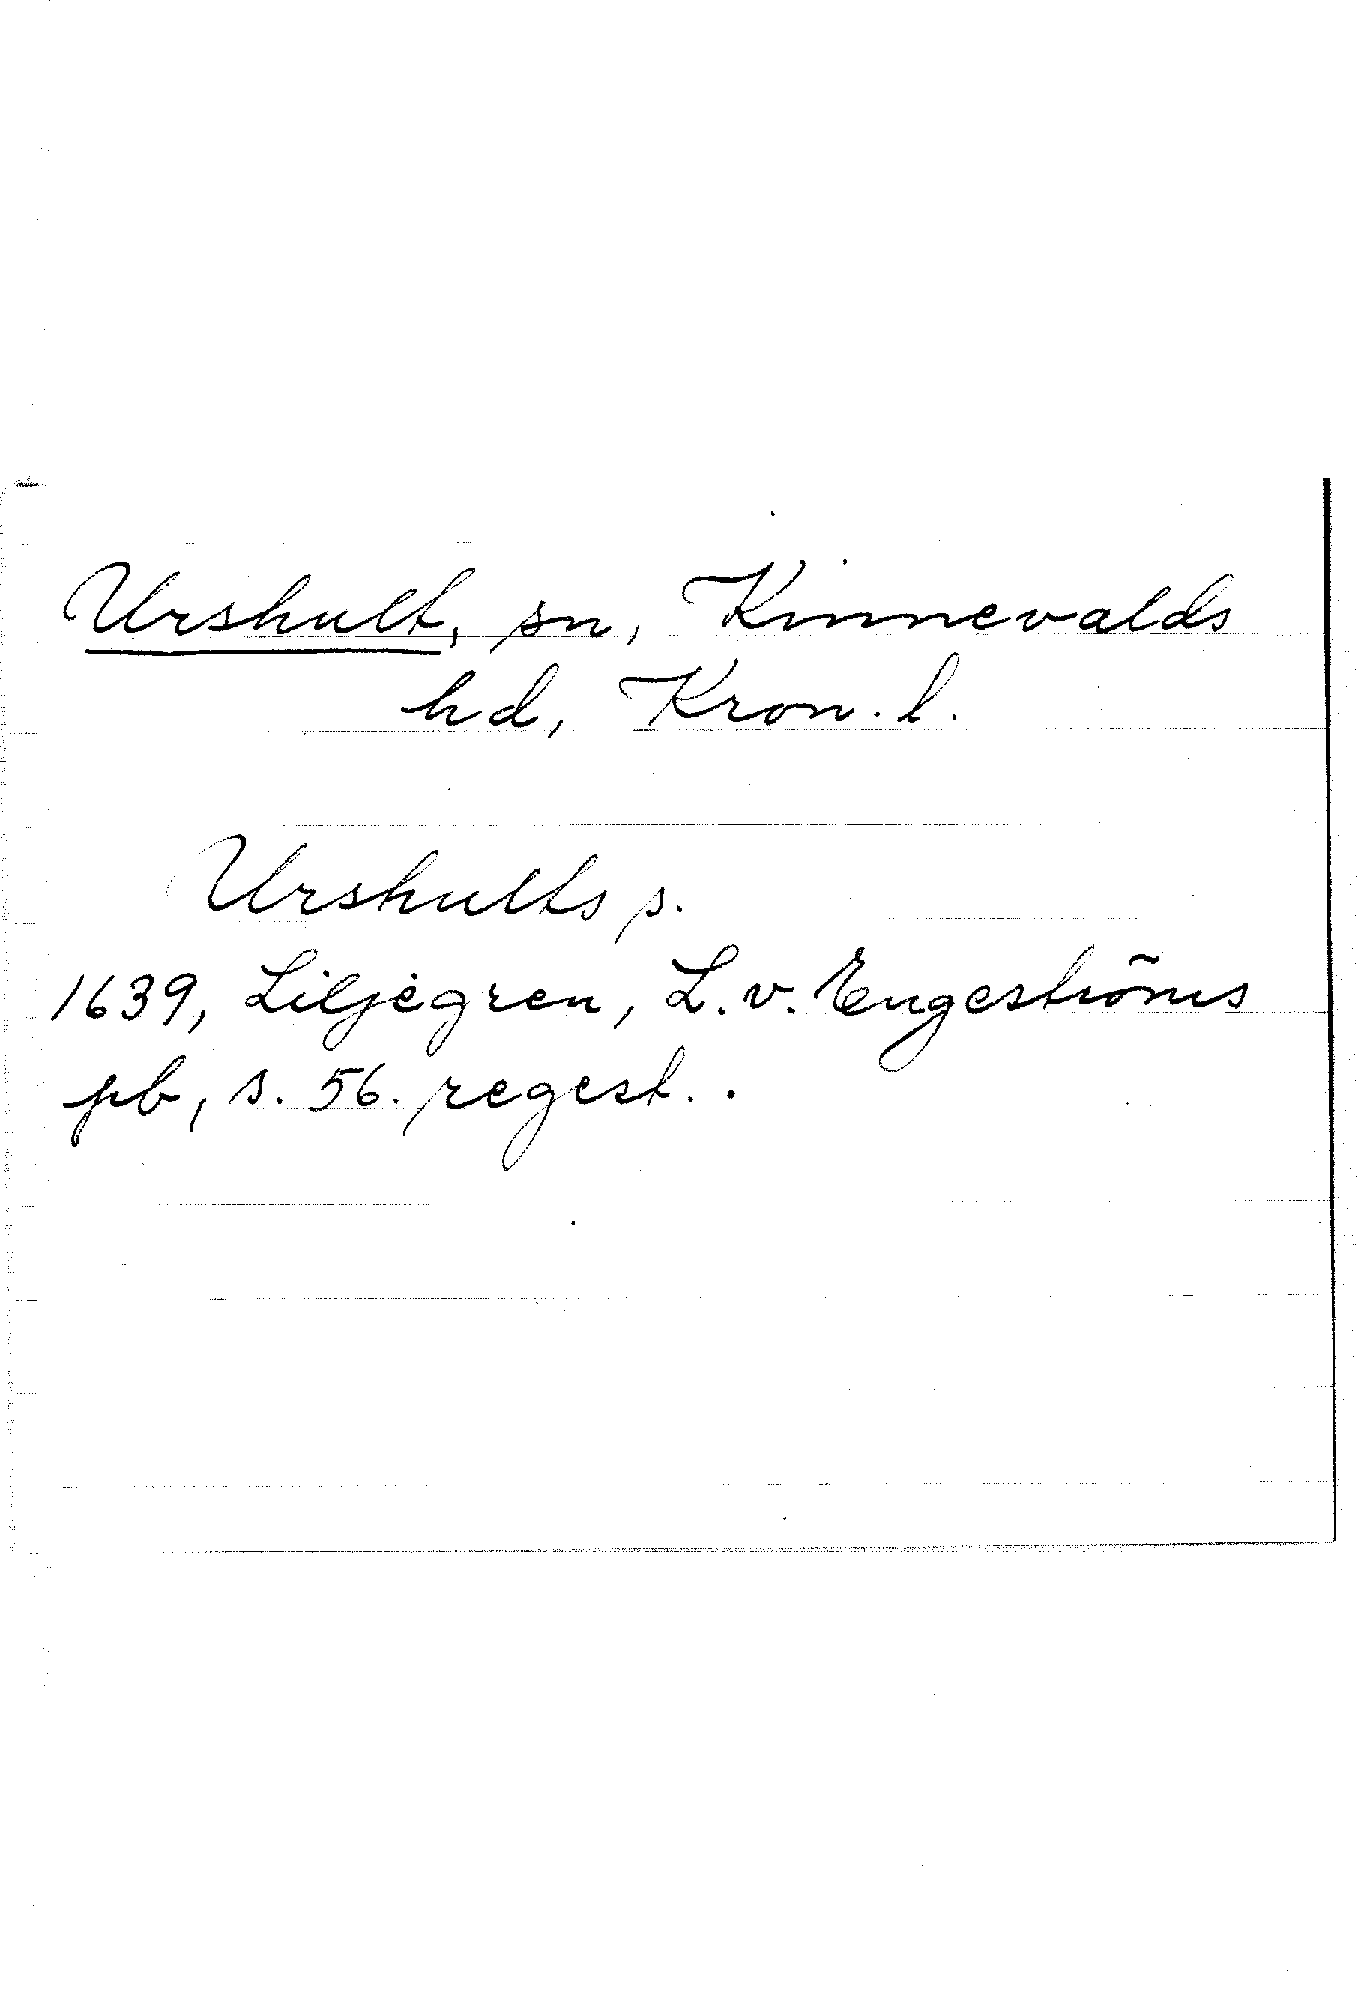 Urshult, sn, Kinnevalds
hd, Kron. l.
Urshults s.
1639, Liljegren, L. v. Engeströms
pb, s. 56. regest.